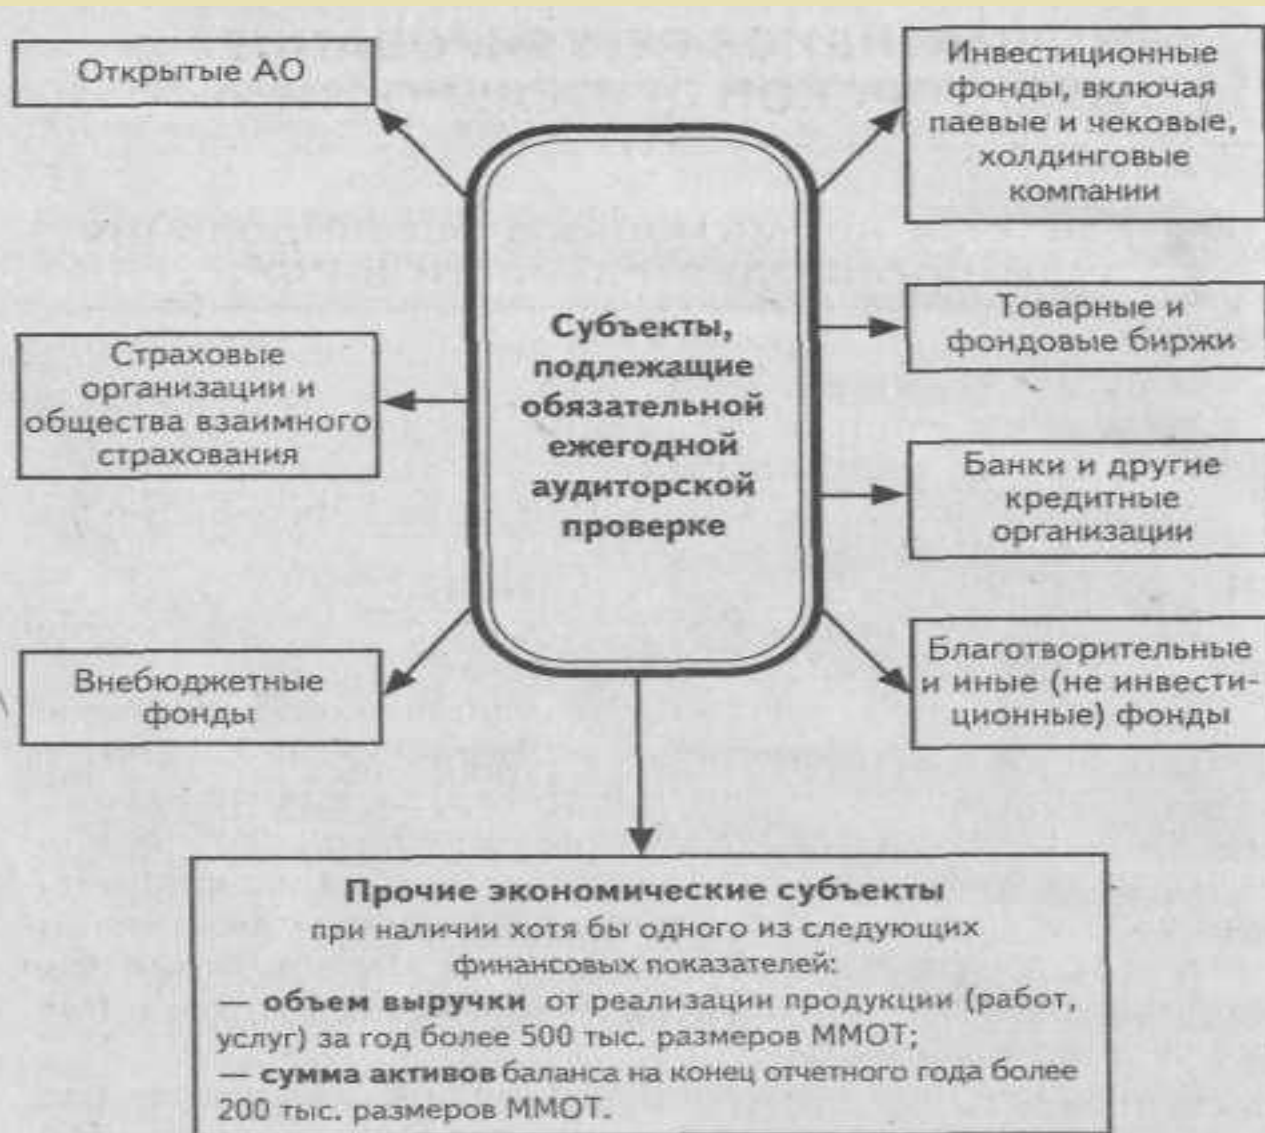 Открытые АО
Инвестиционные
фонды, включая
паевые и чековые,
холдинговые
компании
Субъекты,
подлежащие
обязательной
ежегодной
аудиторской
проверке
Товарные и
фондовые биржи
Страховые
организации и
общества взаимного
страхования
Банки и другие
кредитные
организации
Внебюджетные
фонды
Благотворительные
и иные (не инвести-
ционные) фонды
Прочие экономические субъекты
при наличии хотя бы одного из следующих
финансовых показателей:
— объем выручки от реализации продукции (работ,
услуг) за год более 500 тыс. размеров ММОТ;
— сумма активов баланса на конец отчетного года более
200 тыс. размеров ММОТ.